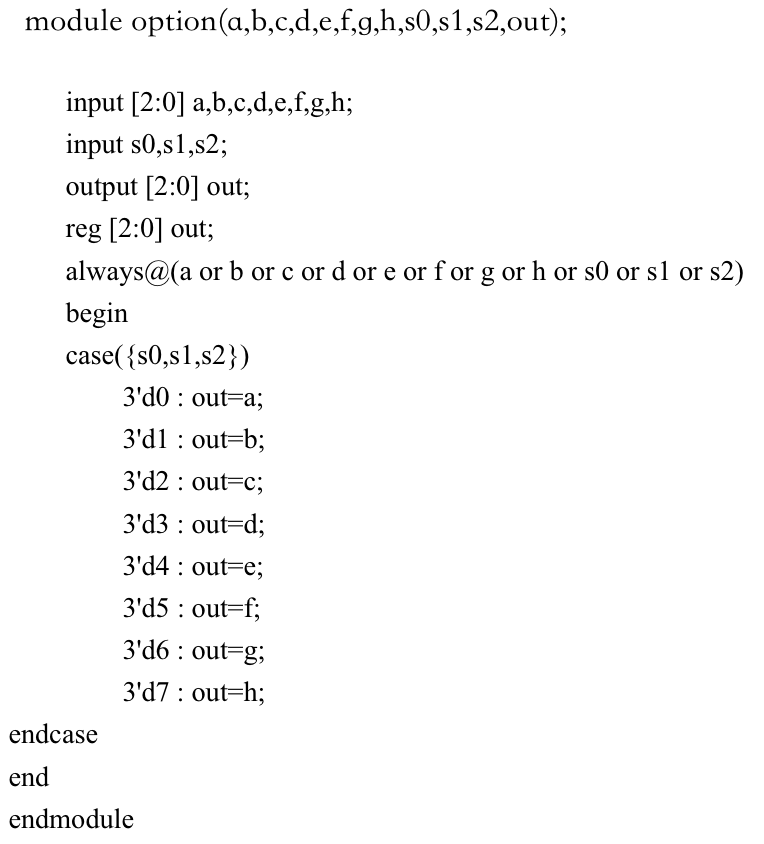 module option(a,b,c,d,e,f,g,h,s0,s1,s2,out);
input [2:0] a,b,c,d,e,f,g,h;
input s0,s1,s2;
output [2:0] out;
reg [2:0] out;
always@(a or b or c or d or e or f or g or h or s0 or s1 or s2)
begin
case({s0,s1,s2})
3'd0 : out=a;
3'd1 : out=b;
3'd2 : out=c;
3'd3 : out=d;
3'd4 : out=e;
3'd5 : out=f;
3'd6 : out=g;
3'd7 : out=h;
endcase
end
endmodule